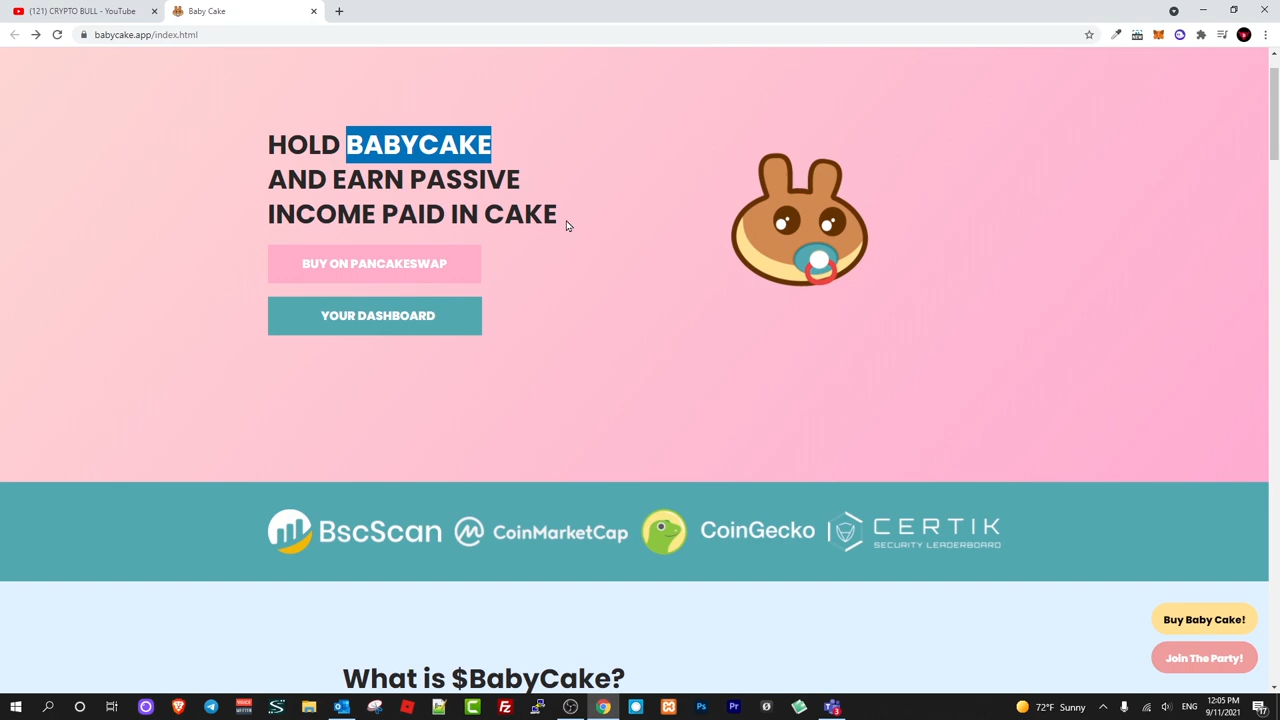 (121) CRYPTO BULL - YouTube
Baby Cake
babycake.app/index.html
HOLD BABYCAKE
AND EARN PASSIVE
INCOME PAID IN CAKE
BUY ON PANCAKESWAP
YOUR DASHBOARD
BscScan
CoinMarketCap
CoinGecko
CERTIK
SECURITY LEADERBOARD
Buy Baby Cake!
Join The Party!
What is $BabyCake?
72°F Sunny
ENG
12:05 PM
9/11/2021